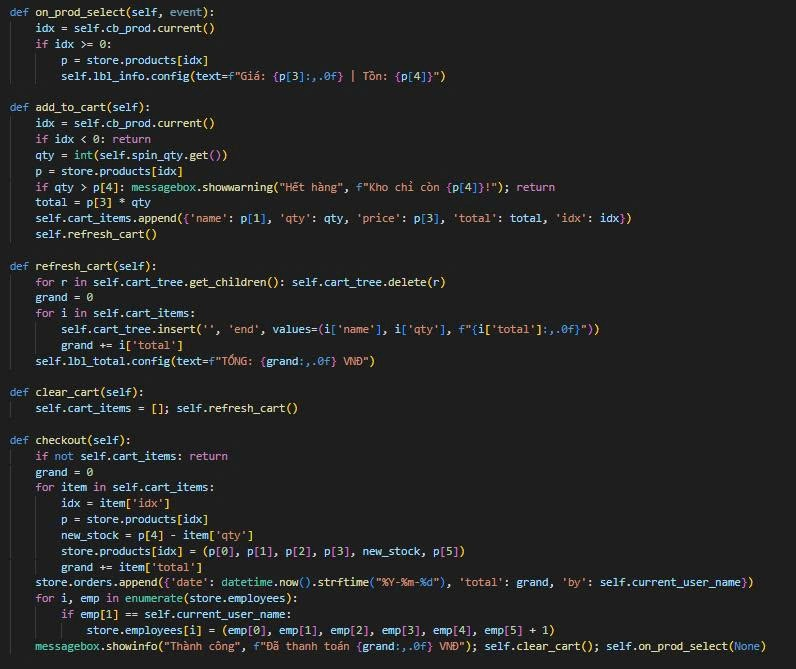 def on_prod_select(self, event):
    idx = self.cb_prod.current()
    if idx >= 0:
        p = store.products[idx]
        self.lbl_info.config(text=f"Giá: {p[3]:,.0f} | Tồn: {p[4]}")

def add_to_cart(self):
    idx = self.cb_prod.current()
    if idx < 0: return
    qty = int(self.spin_qty.get())
    p = store.products[idx]
    if qty > p[4]: messagebox.showwarning("Hết hàng", f"Kho chỉ còn {p[4]}!"); return
    total = p[3] * qty
    self.cart_items.append({'name': p[1], 'qty': qty, 'price': p[3], 'total': total, 'idx': idx})
    self.refresh_cart()

def refresh_cart(self):
    for r in self.cart_tree.get_children(): self.cart_tree.delete(r)
    grand = 0
    for i in self.cart_items:
        self.cart_tree.insert('', 'end', values=(i['name'], i['qty'], f"{i['total']:,.0f}"))
        grand += i['total']
    self.lbl_total.config(text=f"TỔNG: {grand:,.0f} VNĐ")

def clear_cart(self):
    self.cart_items = []; self.refresh_cart()

def checkout(self):
    if not self.cart_items: return
    grand = 0
    for item in self.cart_items:
        idx = item['idx']
        p = store.products[idx]
        new_stock = p[4] - item['qty']
        store.products[idx] = (p[0], p[1], p[2], p[3], new_stock, p[5])
        grand += item['total']
    store.orders.append({'date': datetime.now().strftime("%Y-%m-%d"), 'total': grand, 'by': self.current_user_name})
    for i, emp in enumerate(store.employees):
        if emp[1] == self.current_user_name:
            store.employees[i] = (emp[0], emp[1], emp[2], emp[3], emp[4], emp[5] + 1)
    messagebox.showinfo("Thành công", f"Đã thanh toán {grand:,.0f} VNĐ"); self.clear_cart(); self.on_prod_select(None)